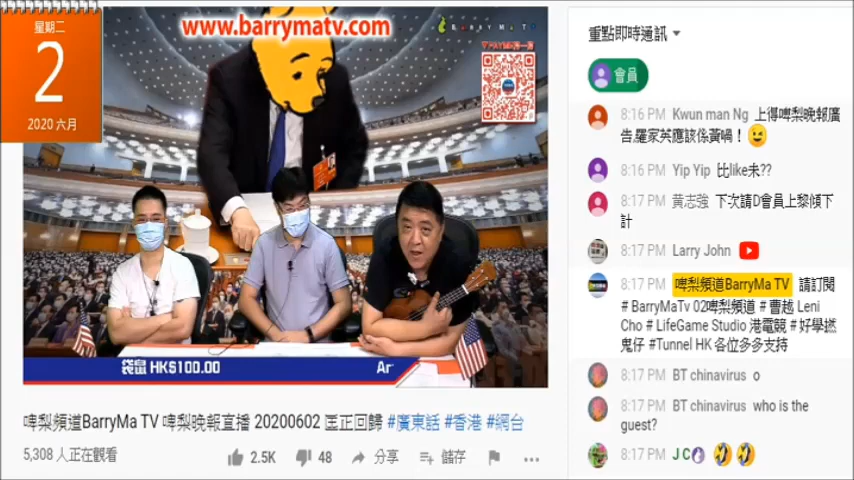 星期二
2
2020 六月
www.barrymatv.com
BARRYMATV
袋鼠 HK$100.00
Ar
啤梨頻道BarryMa TV 啤梨晚報直播 20200602 匡正回歸 #廣東話 #香港 #網台
5,308 人正在觀看
2.5K
48
分享
儲存
重點即時通訊
會員
8:16 PM Kwun man Ng 上得啤梨晚報廣
告,羅家英應該係黃喎！
8:16 PM Yip Yip 比like未??
8:17 PM 黃志強 下次請D會員上黎傾下
計
8:17 PM Larry John
8:17 PM 啤梨頻道BarryMa TV 請訂閱
# BarryMaTv 02啤梨頻道 # 曹越 Leni
Cho # LifeGame Studio 港電競 # 好學撚
鬼仔 #Tunnel HK 各位多多支持
8:17 PM BT chinavirus o
8:17 PM BT chinavirus who is the
guest?
8:17 PM J C